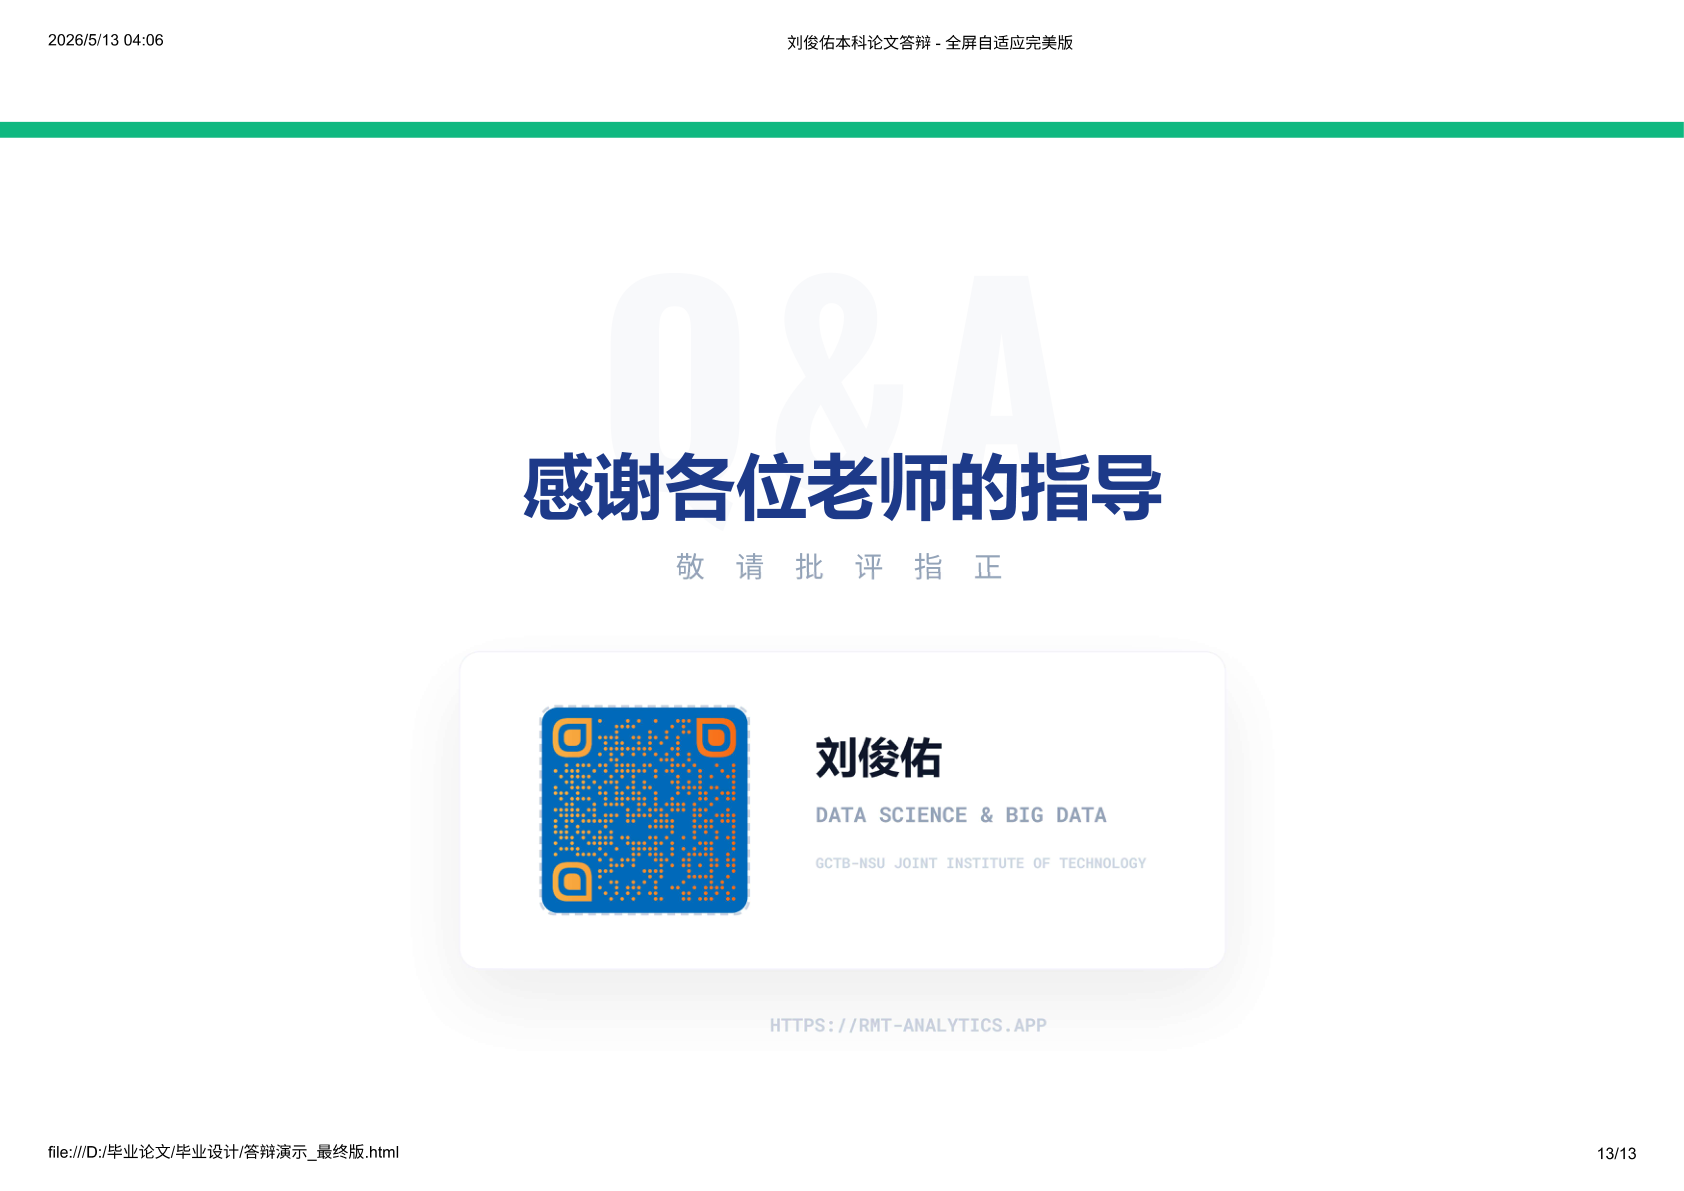 2026/5/13 04:06
刘俊佑本科论文答辩 - 全屏自适应完美版
Q&A
感谢各位老师的指导
敬请批评指正
刘俊佑
DATA SCIENCE & BIG DATA
GCTB-NSU JOINT INSTITUTE OF TECHNOLOGY
HTTPS://RMT-ANALYTICS.APP
file:///D:/毕业论文/毕业设计/答辩演示_最终版.html
13/13